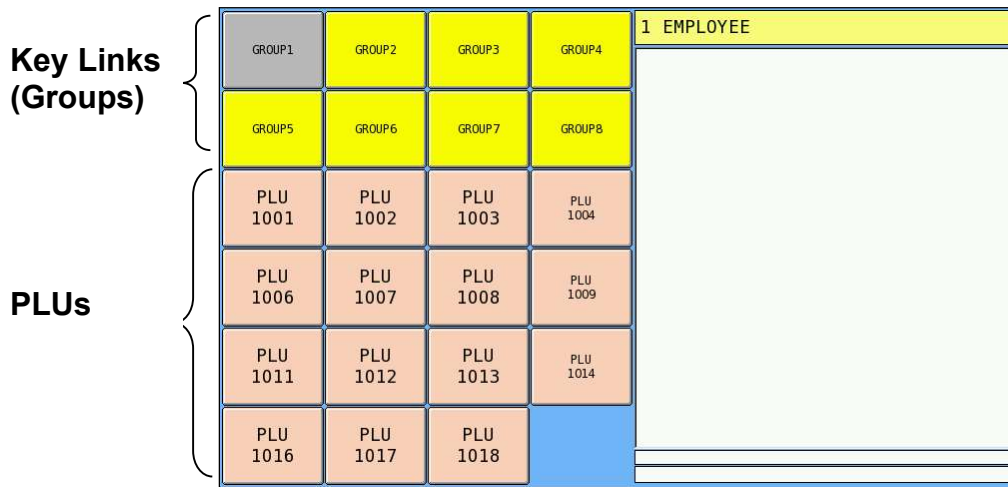 Key Links
(Groups)
GROUP1 GROUP2 GROUP3 GROUP4
1 EMPLOYEE
GROUP5 GROUP6 GROUP7 GROUP8
PLUs
PLU PLU PLU PLU
1001 1002 1003 1004
PLU PLU PLU PLU
1006 1007 1008 1009
PLU PLU PLU PLU
1011 1012 1013 1014
PLU PLU PLU
1016 1017 1018